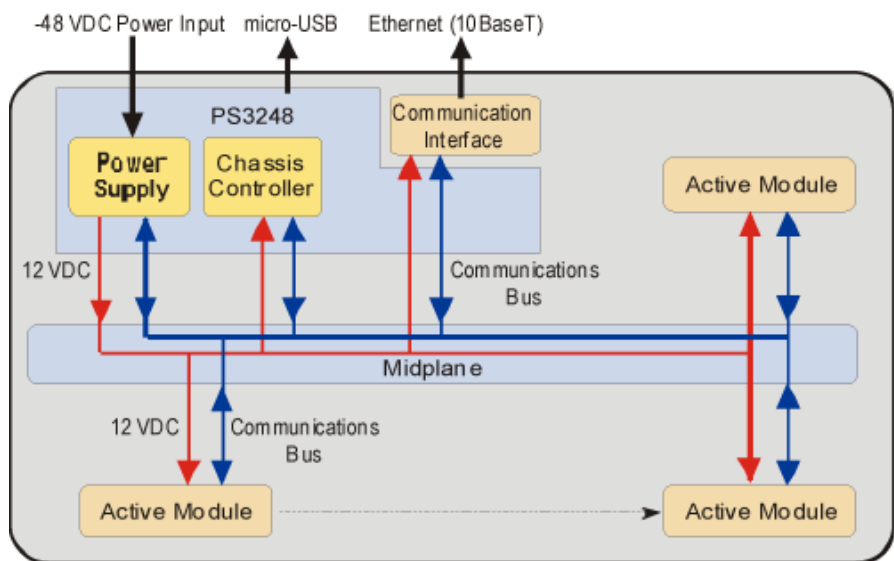 -48 VDC Power Input
micro-USB
Ethernet (10BaseT)
PS3248
Communication
Interface
Power
Supply
Chassis
Controller
Active Module
12 VDC
Communications
Bus
Midplane
12 VDC
Communications
Bus
Active Module
Active Module